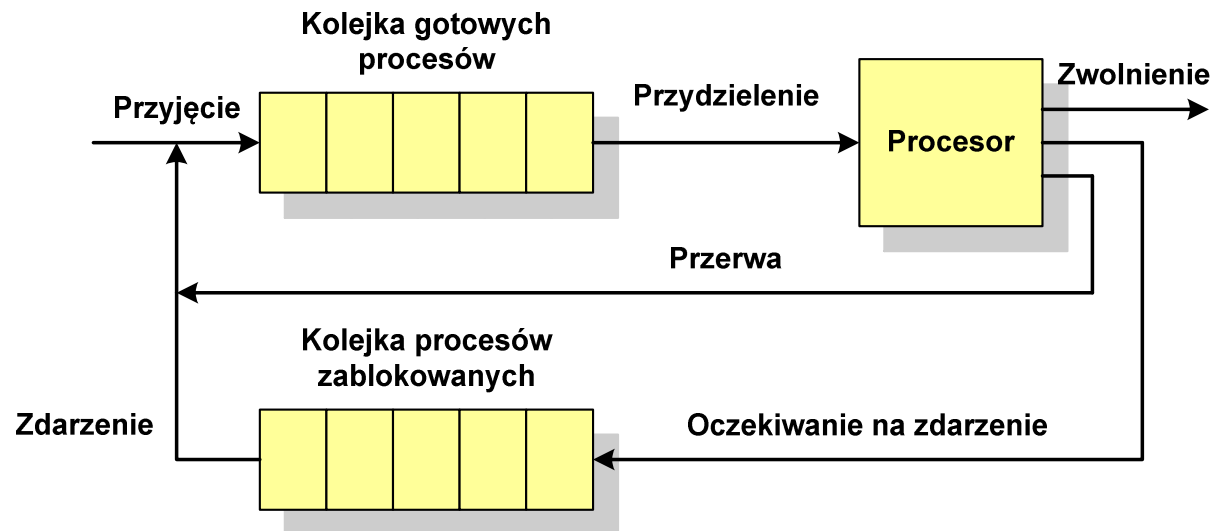 Kolejka gotowych
procesów
Przyjęcie
Przydzielenie
Procesor
Zwolnienie
Przerwa
Kolejka procesów
zablokowanych
Zdarzenie
Oczekiwanie na zdarzenie